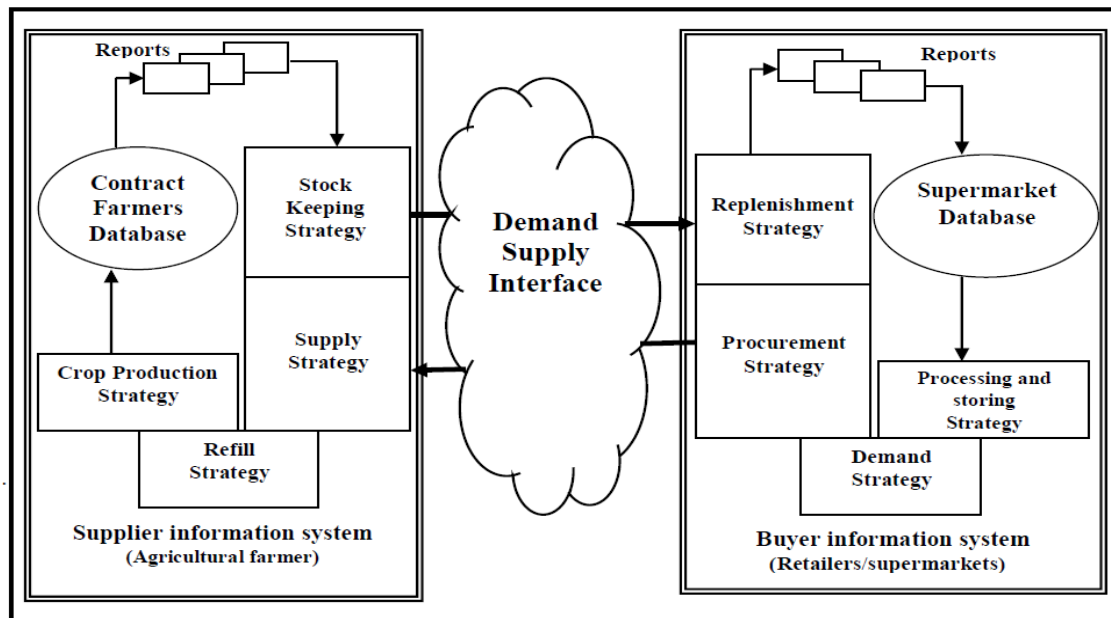 Reports
Contract
Farmers
Database
Stock
Keeping
Strategy
Supply
Strategy
Crop Production
Strategy
Refill
Strategy
Supplier information system
(Agricultural farmer)
Demand
Supply
Interface
Reports
Replenishment
Strategy
Supermarket
Database
Procurement
Strategy
Processing and
storing
Strategy
Demand
Strategy
Buyer information system
(Retailers/supermarkets)